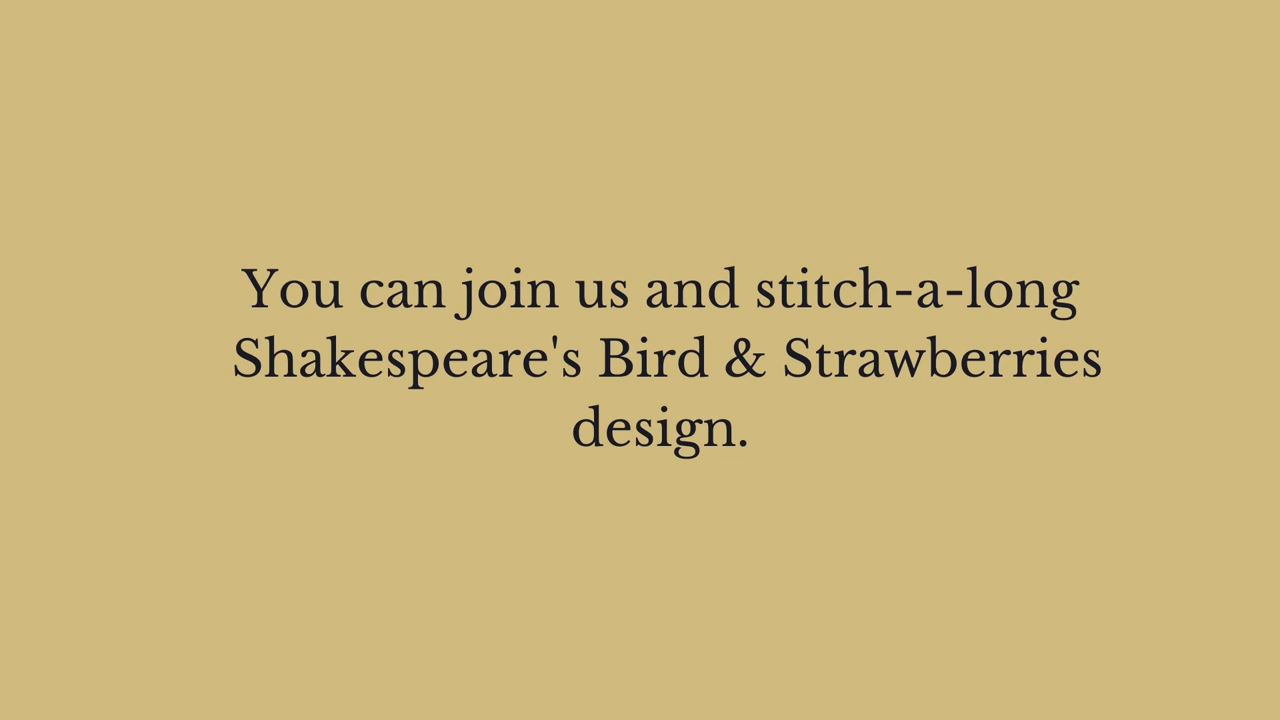 You can join us and stitch-a-long
Shakespeare's Bird & Strawberries
design.